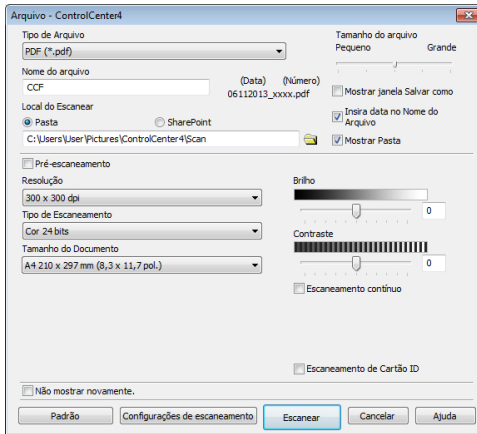 Arquivo - ControlCenter4
Tipo de Arquivo
PDF (*.pdf)
Nome do arquivo
CCF
(Data) (Número)
06112013_xxxx.pdf
Local do Escanear
Pasta
SharePoint
C:\Users\User\Pictures\ControlCenter4\Scan
Tamanho do arquivo
Pequeno Grande
Mostrar janela Salvar como
Insira data no Nome do
Arquivo
Mostrar Pasta
Pré-escaneamento
Resolução
300 x 300 dpi
Tipo de Escaneamento
Cor 24 bits
Tamanho do Documento
A4 210 x 297 mm (8,3 x 11,7 pol.)
Brilho
0
Contraste
0
Escaneamento contínuo
Escaneamento de Cartão ID
Não mostrar novamente.
Padrão Configurações de escaneamento Escanear Cancelar Ajuda